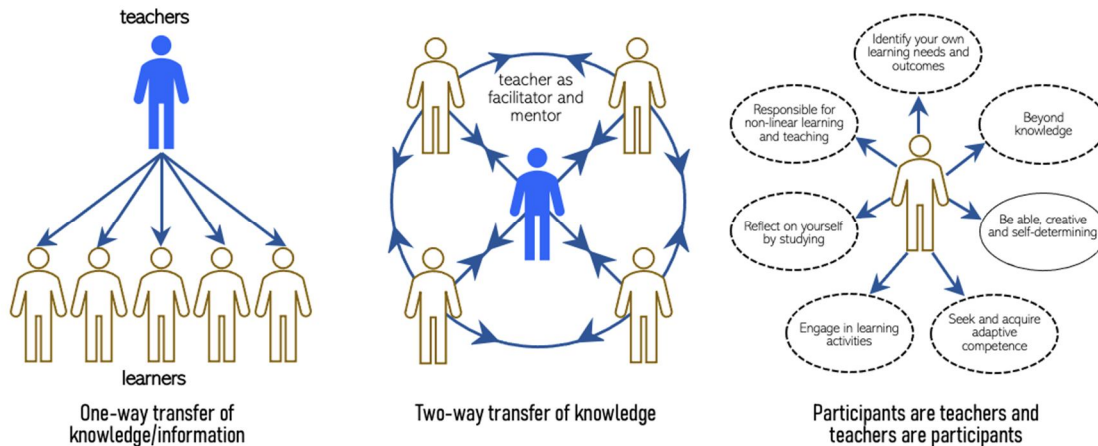 teachers
learners
One-way transfer of
knowledge/information
teacher as
facilitator and
mentor
Two-way transfer of knowledge
Identify your own
learning needs and
outcomes
Responsible for
non-linear learning
and teaching
Beyond
knowledge
Reflect on yourself
by studying
Be able, creative
and self-determining
Engage in learning
activities
Seek and acquire
adaptive
competence
Participants are teachers and
teachers are participants